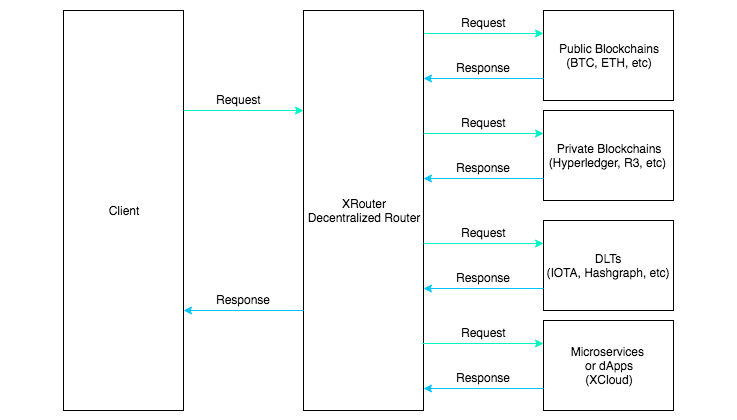 Client
Request
Response
XRouter
Decentralized Router
Request
Response
Public Blockchains
(BTC, ETH, etc)
Request
Response
Private Blockchains
(Hyperledger, R3, etc)
Request
Response
DLTs
(IOTA, Hashgraph, etc)
Request
Response
Microservices
or dApps
(XCloud)